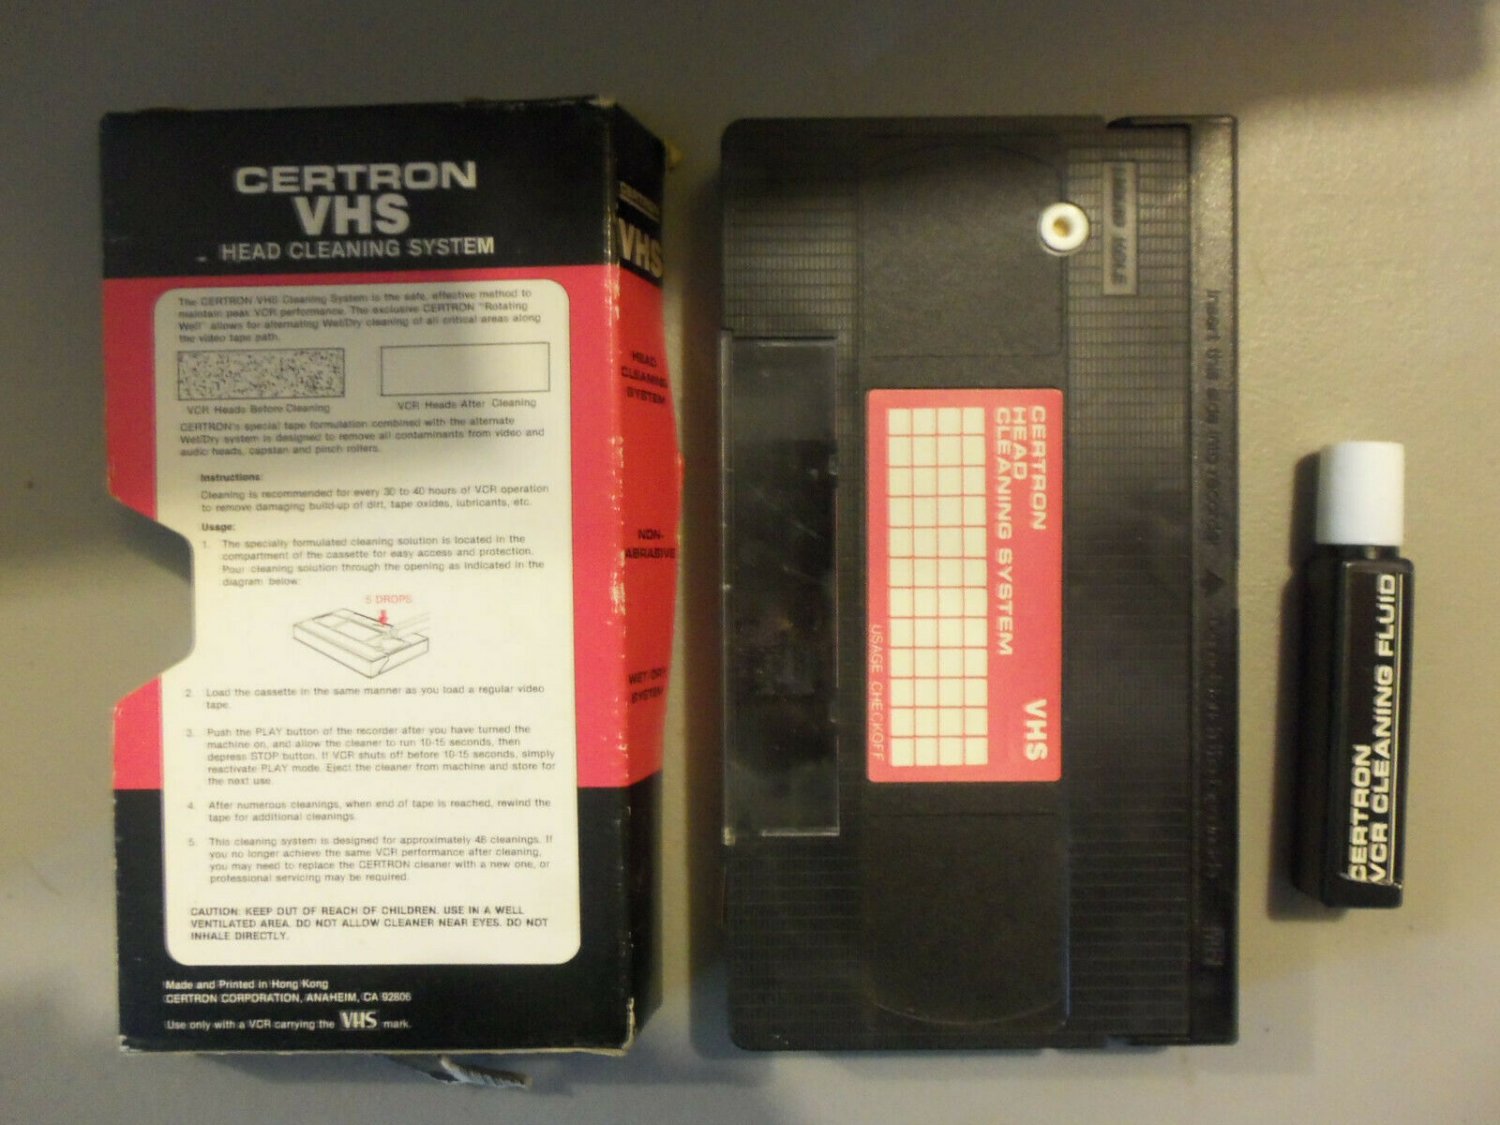 CERTRON
VHS
HEAD CLEANING SYSTEM
The CERTRON VHS Cleaning System is the safe, effective method to
maintain peak VCR performance. The exclusive CERTRON "Rotating
Well" allows for alternating Wet/Dry cleaning of all critical areas along
the video tape path.
VCR Heads Before Cleaning
VCR Heads After Cleaning
CERTRON's special tape formulation combined with the alternate
Wet/Dry system is designed to remove all contaminants from video and
audio heads, capstan and pinch rollers.
Instructions:
Cleaning is recommended for every 30 to 40 hours of VCR operation
to remove damaging build-up of dirt, tape oxides, lubricants, etc.
Usage:
1. The specially formulated cleaning solution is located in the
compartment of the cassette for easy access and protection.
Pour cleaning solution through the opening as indicated in the
diagram below:
5 DROPS
2. Load the cassette in the same manner as you load a regular video
tape.
3. Push the PLAY button of the recorder after you have turned the
machine on, and allow the cleaner to run 10-15 seconds, then
depress STOP button. If VCR shuts off before 10-15 seconds, simply
reactivate PLAY mode. Eject the cleaner from machine and store for
the next use.
4. After numerous cleanings, when end of tape is reached, rewind the
tape for additional cleanings.
5. This cleaning system is designed for approximately 48 cleanings. If
you no longer achieve the same VCR performance after cleaning,
you may need to replace the CERTRON cleaner with a new one, or
professional servicing may be required.
CAUTION: KEEP OUT OF REACH OF CHILDREN. USE IN A WELL
VENTILATED AREA. DO NOT ALLOW CLEANER NEAR EYES. DO NOT
INHALE DIRECTLY.
Made and Printed in Hong Kong
CERTRON CORPORATION, ANAHEIM, CA 92806
Use only with a VCR carrying the VHS mark.
VHS
HEAD
CLEANING
SYSTEM
NON-
ABRASIVE
WET/DRY
SYSTEM
CERTRON
HEAD
CLEANING SYSTEM
VHS
USAGE CHECKOFF
Insert this side into recorder
CERTRON
VCR CLEANING FLUID